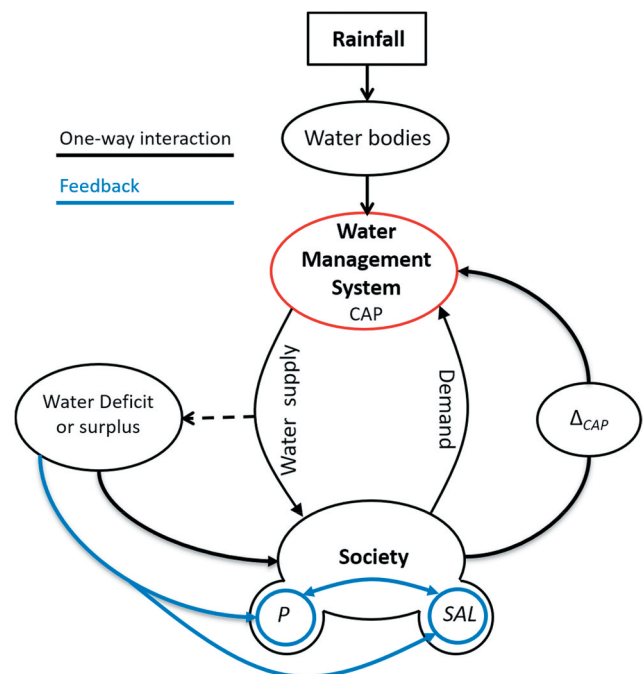 Rainfall
One-way interaction
Feedback
Water bodies
Water
Management
System
CAP
Water supply
Demand
Water Deficit
or surplus
Δ_CAP
Society
P
SAL